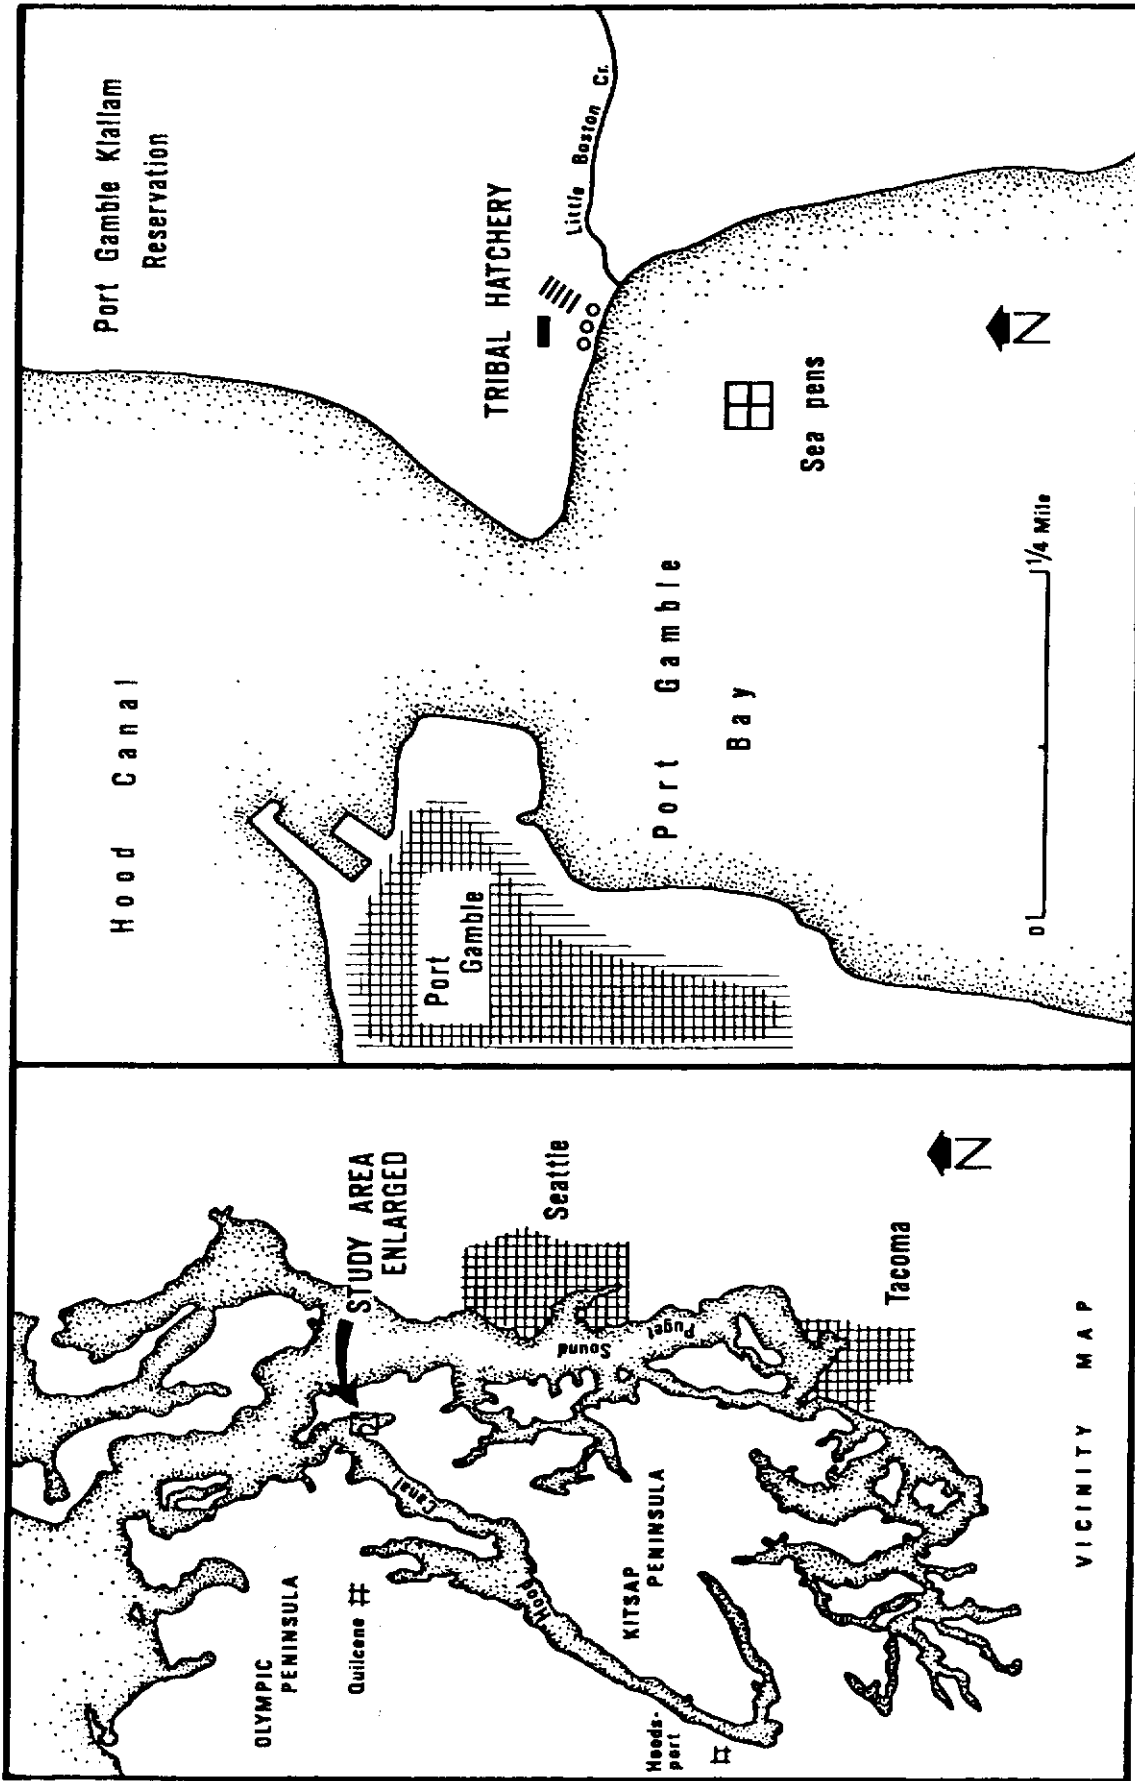 OLYMPIC
PENINSULA
Quilcene
Hoods-
port
Hood
Canal
KITSAP
PENINSULA
STUDY AREA
ENLARGED
Seattle
Puget
Sound
Tacoma
N
VICINITY MAP
Hood Canal
Port Gamble Klallam
Reservation
Port
Gamble
TRIBAL HATCHERY
Little Boston Cr.
Port Gamble
Bay
Sea pens
N
0
1/4 Mile